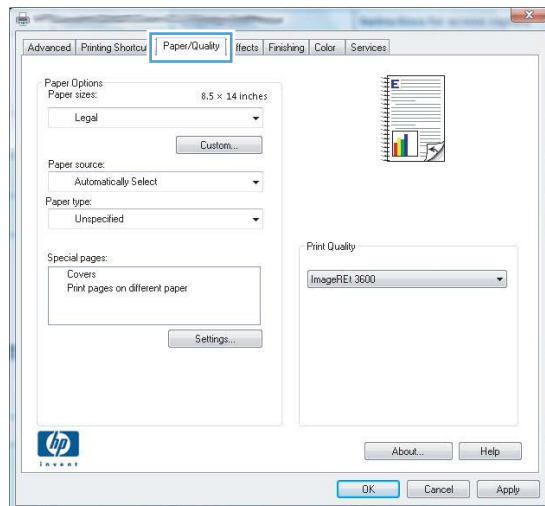 Advanced Printing Shortcu Paper/Quality ffects Finishing Color Services
Paper Options
Paper sizes: 8.5 × 14 inches
Legal
Custom...
Paper source:
Automatically Select
Paper type:
Unspecified
Special pages:
Covers
Print pages on different paper
Settings...
E
Print Quality
ImageREt 3600
hp
invent
About... Help
OK Cancel Apply